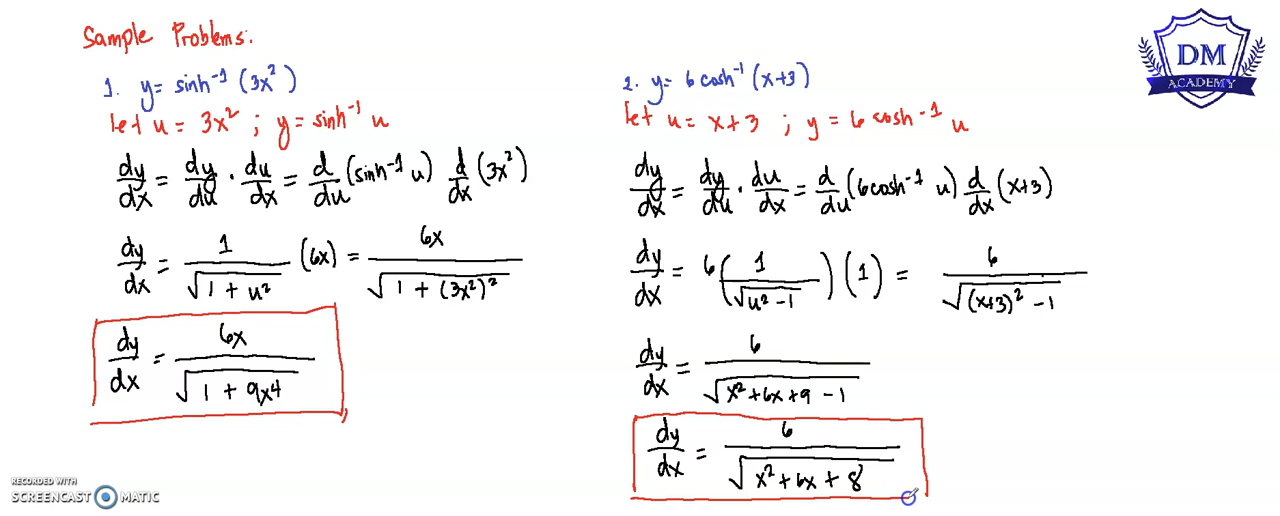 Sample Problems:
1. y = sinh⁻¹ (3x²)
Let u = 3x² ; y = sinh⁻¹ u
dy/dx = dy/du · du/dx = d/du (sinh⁻¹ u) d/dx (3x²)
dy/dx = 1/√(1 + u²) (6x) = 6x/√(1 + (3x²)²)
dy/dx = 6x/√(1 + 9x⁴)
2. y = 6 cosh⁻¹ (x+3)
Let u = x+3 ; y = 6 cosh⁻¹ u
dy/dx = dy/du · du/dx = d/du (6cosh⁻¹ u) d/dx (x+3)
dy/dx = 6 (1/√(u² - 1)) (1) = 6/√((x+3)² - 1)
dy/dx = 6/√(x² + 6x + 9 - 1)
dy/dx = 6/√(x² + 6x + 8)
DM
ACADEMY
RECORDED WITH
SCREENCAST MATIC